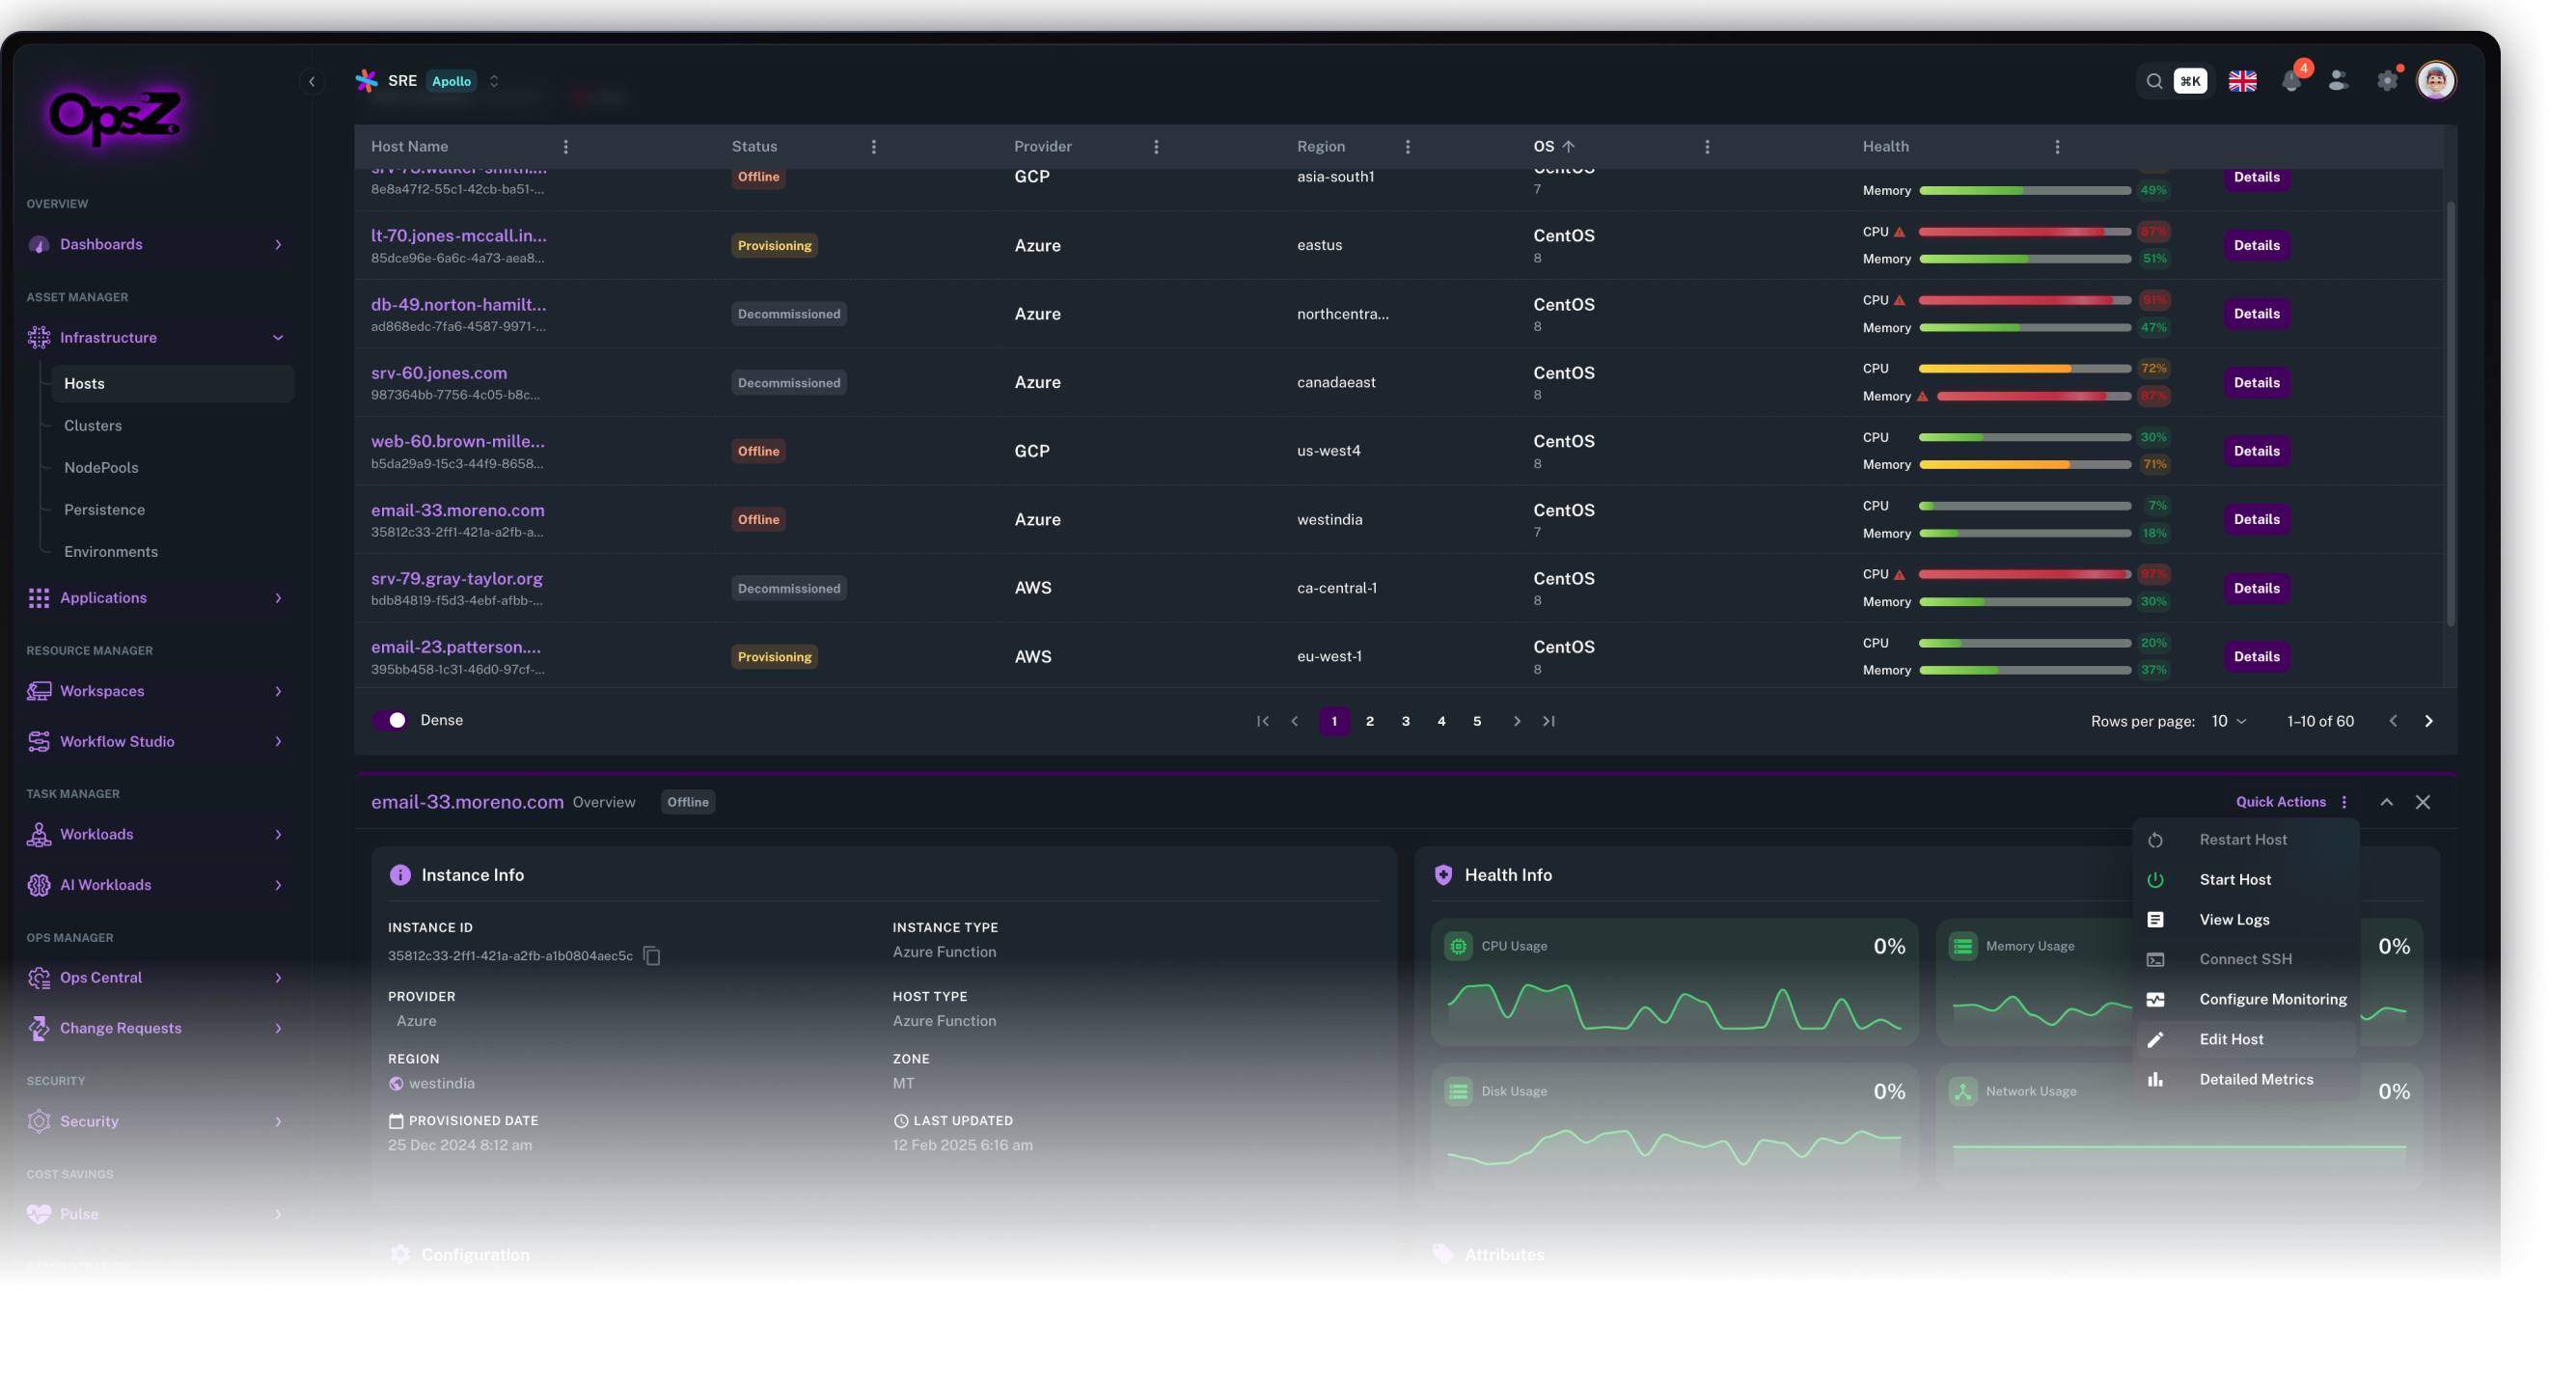 OpsZ
SRE Apollo
⌘K
4
OVERVIEW
Dashboards
ASSET MANAGER
Infrastructure
Hosts
Clusters
NodePools
Persistence
Environments
Applications
RESOURCE MANAGER
Workspaces
Workflow Studio
TASK MANAGER
Workloads
AI Workloads
OPS MANAGER
Ops Central
Change Requests
SECURITY
Security
COST SAVINGS
Pulse
ADMINISTRATION
Host Name Status Provider Region OS Health
Offline GCP asia-south1 Details
8e8a47f2-55c1-42cb-ba51-... 7 Memory 49%
lt-70.jones-mccall.in... Provisioning Azure eastus CentOS CPU 87% Details
85dce96e-6a6c-4a73-aea8... 8 Memory 51%
db-49.norton-hamilt... Decommissioned Azure northcentra... CentOS CPU 91% Details
ad868edc-7fa6-4587-9971-... 8 Memory 47%
srv-60.jones.com Decommissioned Azure canadaeast CentOS CPU 72% Details
987364bb-7756-4c05-b8c... 8 Memory 87%
web-60.brown-mille... Offline GCP us-west4 CentOS CPU 30% Details
b5da29a9-15c3-44f9-8658... 8 Memory 71%
email-33.moreno.com Offline Azure westindia CentOS CPU 7% Details
35812c33-2ff1-421a-a2fb-a... 7 Memory 18%
srv-79.gray-taylor.org Decommissioned AWS ca-central-1 CentOS CPU 97% Details
bdb84819-f5d3-4ebf-afbb-... 8 Memory 30%
email-23.patterson.... Provisioning AWS eu-west-1 CentOS CPU 20% Details
395bb458-1c31-46d0-97cf-... 8 Memory 37%
Dense 1 2 3 4 5 Rows per page: 10 1–10 of 60
email-33.moreno.com Overview Offline Quick Actions
Restart Host
Start Host
View Logs
Connect SSH
Configure Monitoring
Edit Host
Detailed Metrics
Instance Info
INSTANCE ID INSTANCE TYPE
35812c33-2ff1-421a-a2fb-a1b0804aec5c Azure Function
PROVIDER HOST TYPE
Azure Azure Function
REGION ZONE
westindia MT
PROVISIONED DATE LAST UPDATED
25 Dec 2024 8:12 am 12 Feb 2025 6:16 am
Configuration
Health Info
CPU Usage 0% Memory Usage 0%
Disk Usage 0% Network Usage 0%
Attributes